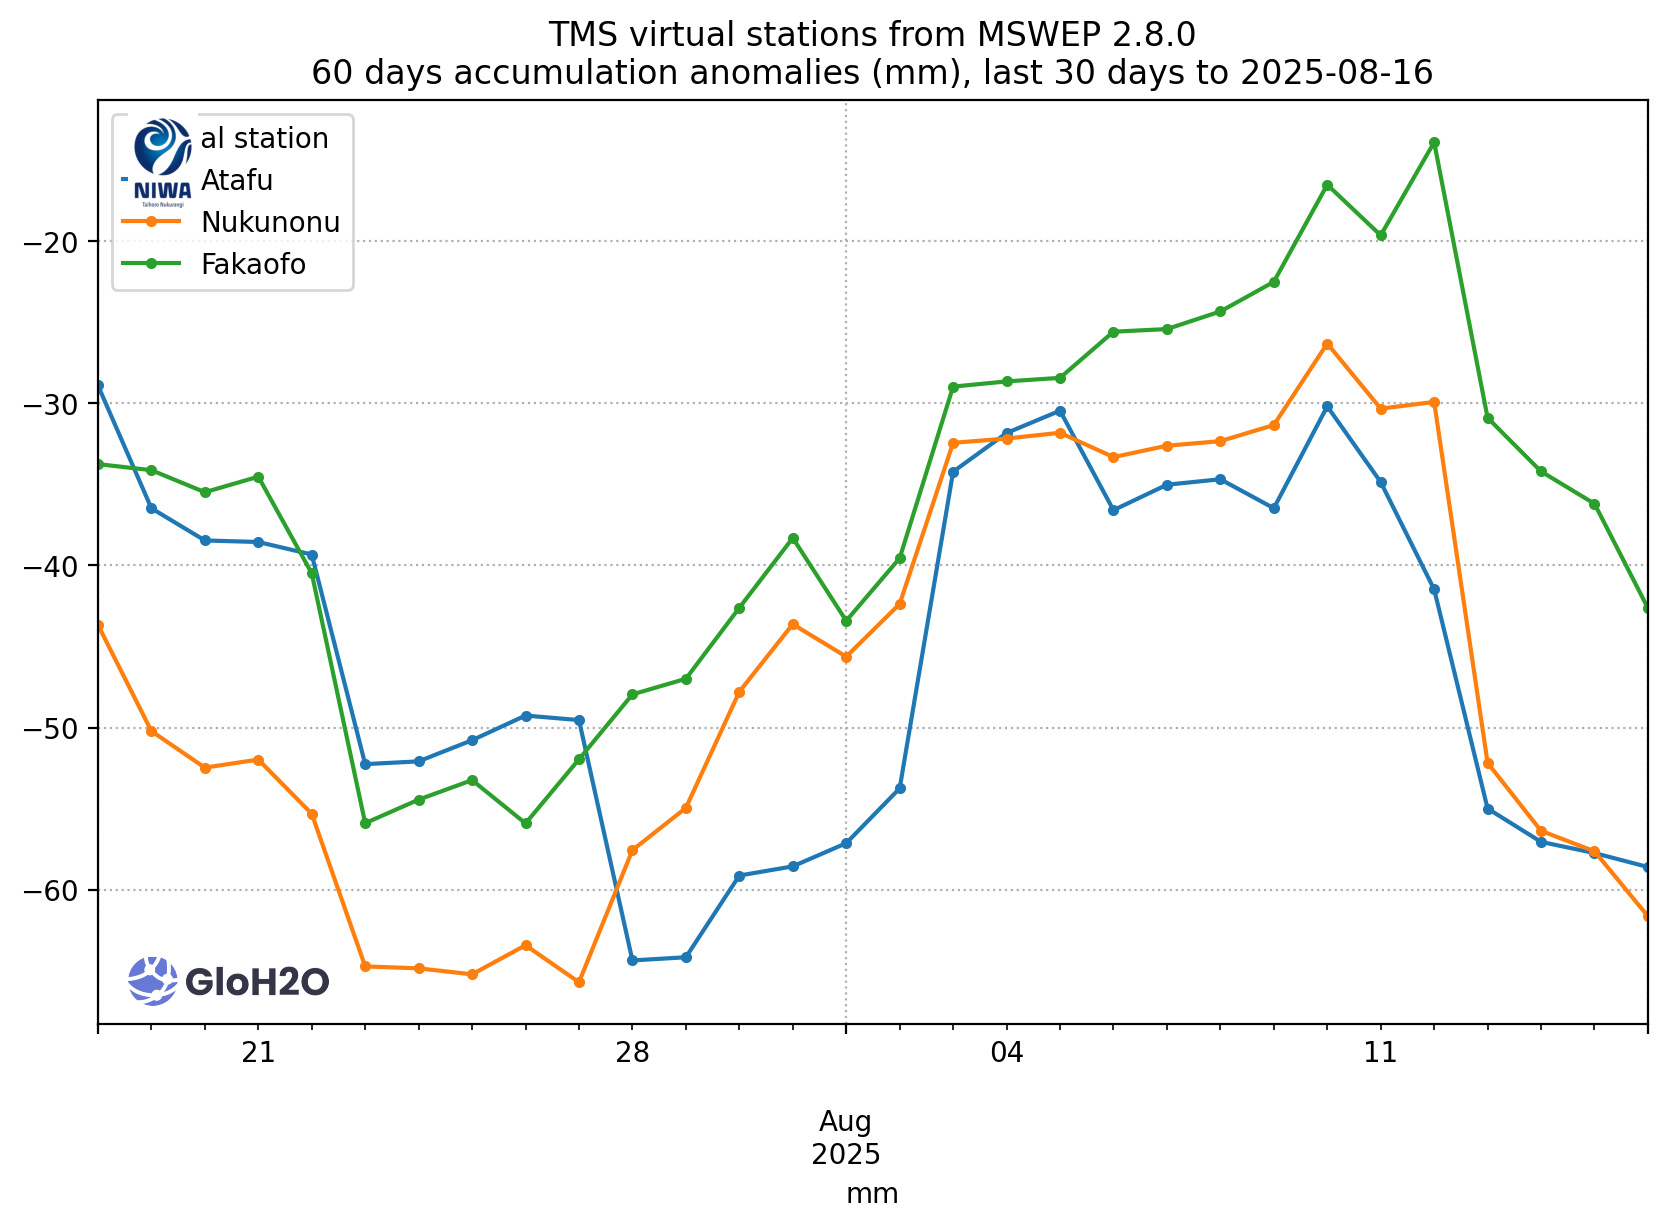 TMS virtual stations from MSWEP 2.8.0
60 days accumulation anomalies (mm), last 30 days to 2025-08-16
al station
Atafu
Nukunonu
Fakaofo
NIWA
Taihoro Nukurangi
−20
−30
−40
−50
−60
GloH2O
21
28
04
11
Aug
2025
mm